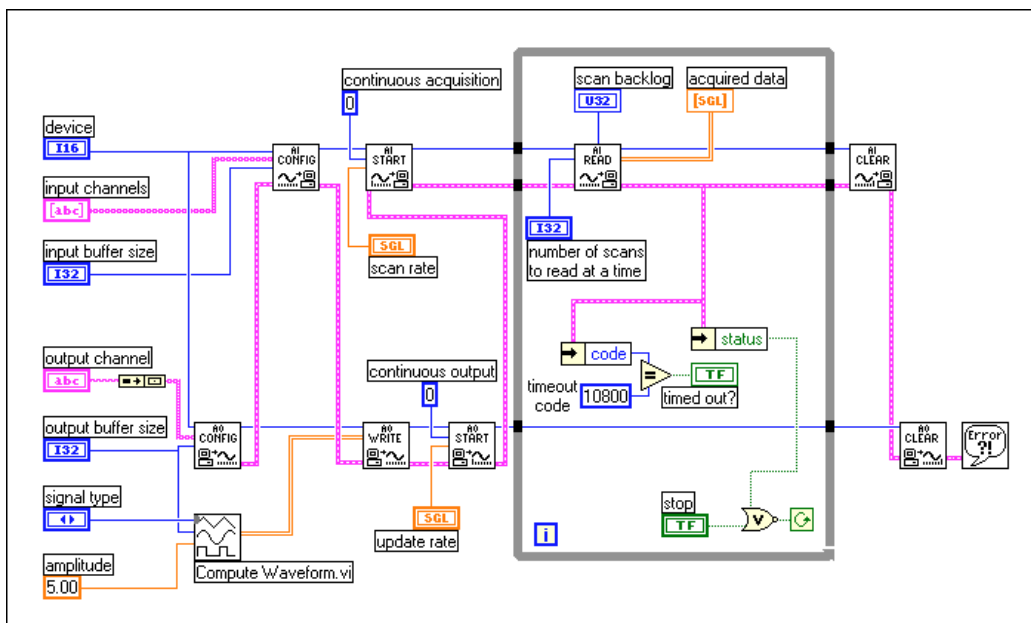 continuous acquisition
0
scan backlog
U32
acquired data
[SGL]
device
I16
AI
CONFIG
AI
START
AI
READ
AI
CLEAR
input channels
[abc]
input buffer size
I32
SGL
scan rate
I32
number of scans
to read at a time
output channel
abc
continuous output
0
code
status
timeout
code
10800
=
TF
timed out?
output buffer size
I32
AO
CONFIG
AO
WRITE
AO
START
AO
CLEAR
Error
?!
signal type
SGL
update rate
stop
TF
V
i
amplitude
5.00
Compute Waveform.vi